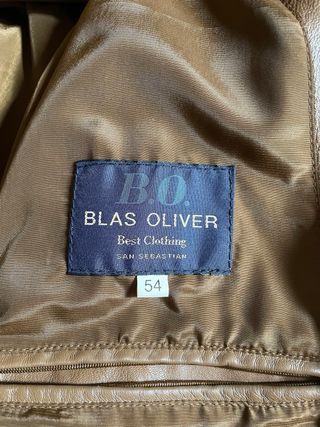 B.O.
BLAS OLIVER
Best Clothing
SAN SEBASTIAN
54